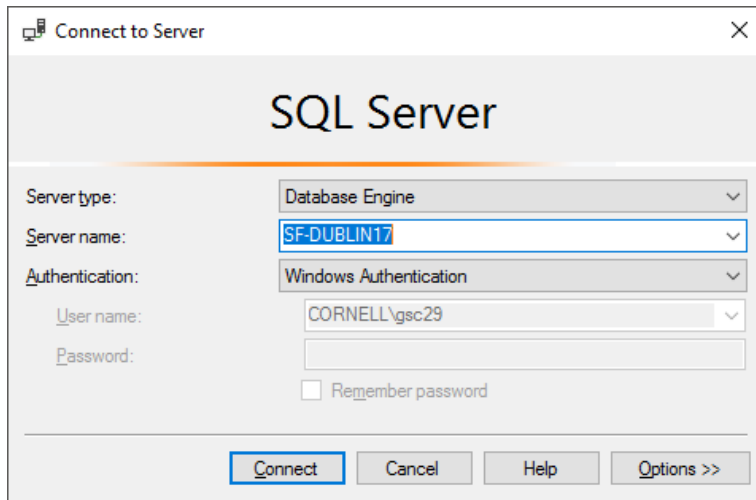 Connect to Server
SQL Server
Server type: Database Engine
Server name: SF-DUBLIN17
Authentication: Windows Authentication
User name: CORNELL\gsc29
Password:
Remember password
Connect Cancel Help Options >>